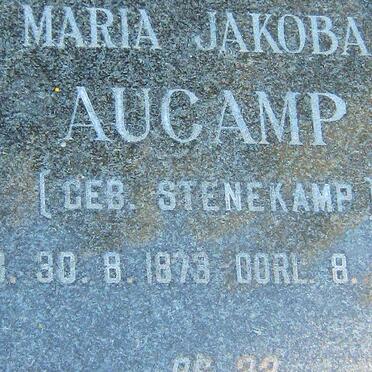 MARIA JAKOBA
AUCAMP
[GEB. STENEKAMP]
30.8.1873 OORL. 8.